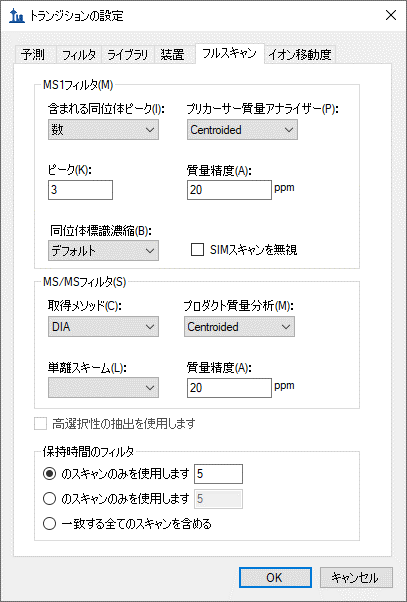 トランジションの設定
予測 フィルタ ライブラリ 装置 フルスキャン イオン移動度
MS1フィルタ(M)
含まれる同位体ピーク(I): プリカーサー質量アナライザー(P):
数 Centroided
ピーク(K): 質量精度(A):
3 20 ppm
同位体標識濃縮(B):
デフォルト SIMスキャンを無視
MS/MSフィルタ(S)
取得メソッド(C): プロダクト質量分析(M):
DIA Centroided
単離スキーム(L): 質量精度(A):
20 ppm
高選択性の抽出を使用します
保持時間のフィルタ
のスキャンのみを使用します 5
のスキャンのみを使用します 5
一致する全てのスキャンを含める
OK キャンセル